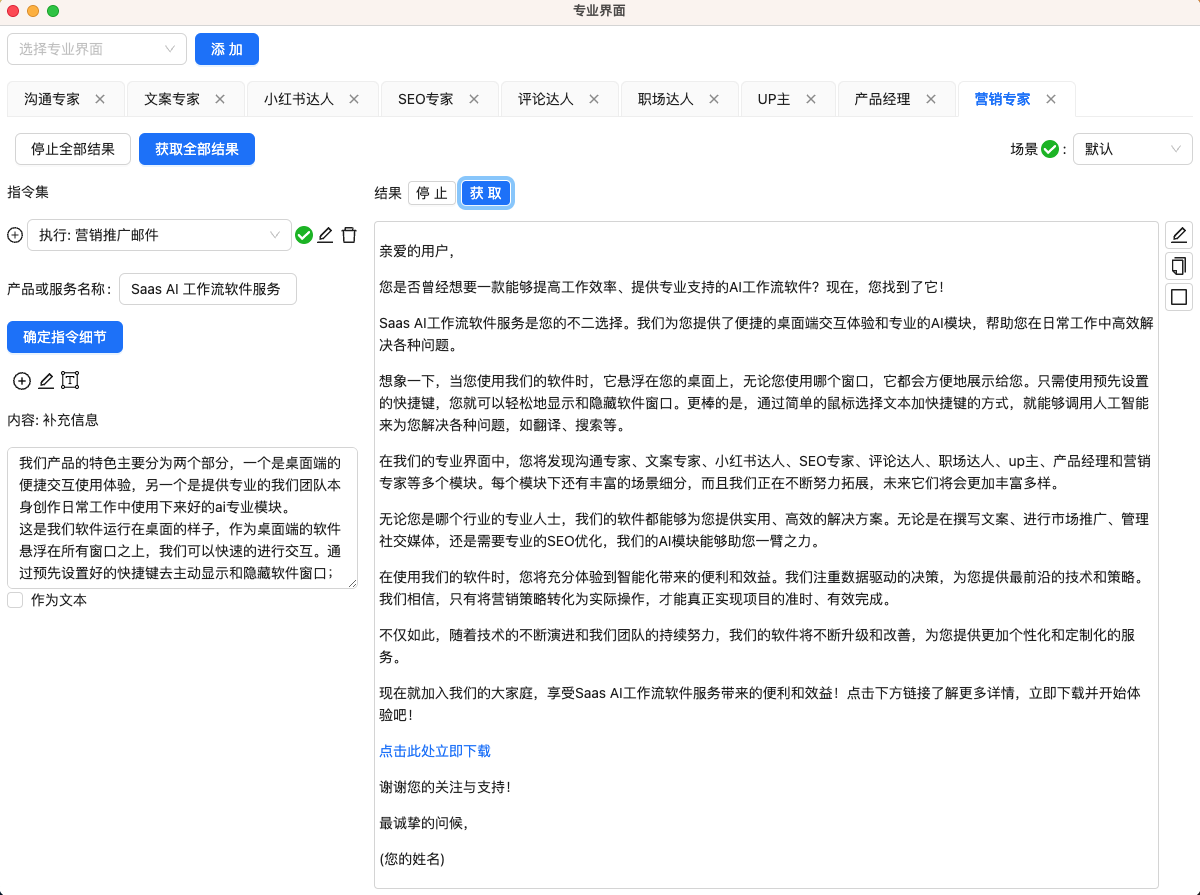 专业界面
选择专业界面
添 加
沟通专家
文案专家
小红书达人
SEO专家
评论达人
职场达人
UP主
产品经理
营销专家
停止全部结果
获取全部结果
场景 :
默认
指令集
执行: 营销推广邮件
产品或服务名称:
Saas AI 工作流软件服务
确定指令细节
内容: 补充信息
我们产品的特色主要分为两个部分，一个是桌面端的
便捷交互使用体验，另一个是提供专业的我们团队本
身创作日常工作中使用下来好的ai专业模块。
这是我们软件运行在桌面的样子，作为桌面端的软件
悬浮在所有窗口之上，我们可以快速的进行交互。通
过预先设置好的快捷键去主动显示和隐藏软件窗口；
作为文本
结果
停 止
获 取
亲爱的用户，
您是否曾经想要一款能够提高工作效率、提供专业支持的AI工作流软件？现在，您找到了它！
Saas AI工作流软件服务是您的不二选择。我们为您提供了便捷的桌面端交互体验和专业的AI模块，帮助您在日常工作中高效解
决各种问题。
想象一下，当您使用我们的软件时，它悬浮在您的桌面上，无论您使用哪个窗口，它都会方便地展示给您。只需使用预先设置
的快捷键，您就可以轻松地显示和隐藏软件窗口。更棒的是，通过简单的鼠标选择文本加快捷键的方式，就能够调用人工智能
来为您解决各种问题，如翻译、搜索等。
在我们的专业界面中，您将发现沟通专家、文案专家、小红书达人、SEO专家、评论达人、职场达人、up主、产品经理和营销
专家等多个模块。每个模块下还有丰富的场景细分，而且我们正在不断努力拓展，未来它们将会更加丰富多样。
无论您是哪个行业的专业人士，我们的软件都能够为您提供实用、高效的解决方案。无论是在撰写文案、进行市场推广、管理
社交媒体，还是需要专业的SEO优化，我们的AI模块能够助您一臂之力。
在使用我们的软件时，您将充分体验到智能化带来的便利和效益。我们注重数据驱动的决策，为您提供最前沿的技术和策略。
我们相信，只有将营销策略转化为实际操作，才能真正实现项目的准时、有效完成。
不仅如此，随着技术的不断演进和我们团队的持续努力，我们的软件将不断升级和改善，为您提供更加个性化和定制化的服
务。
现在就加入我们的大家庭，享受Saas AI工作流软件服务带来的便利和效益！点击下方链接了解更多详情，立即下载并开始体
验吧！
点击此处立即下载
谢谢您的关注与支持！
最诚挚的问候，
(您的姓名)